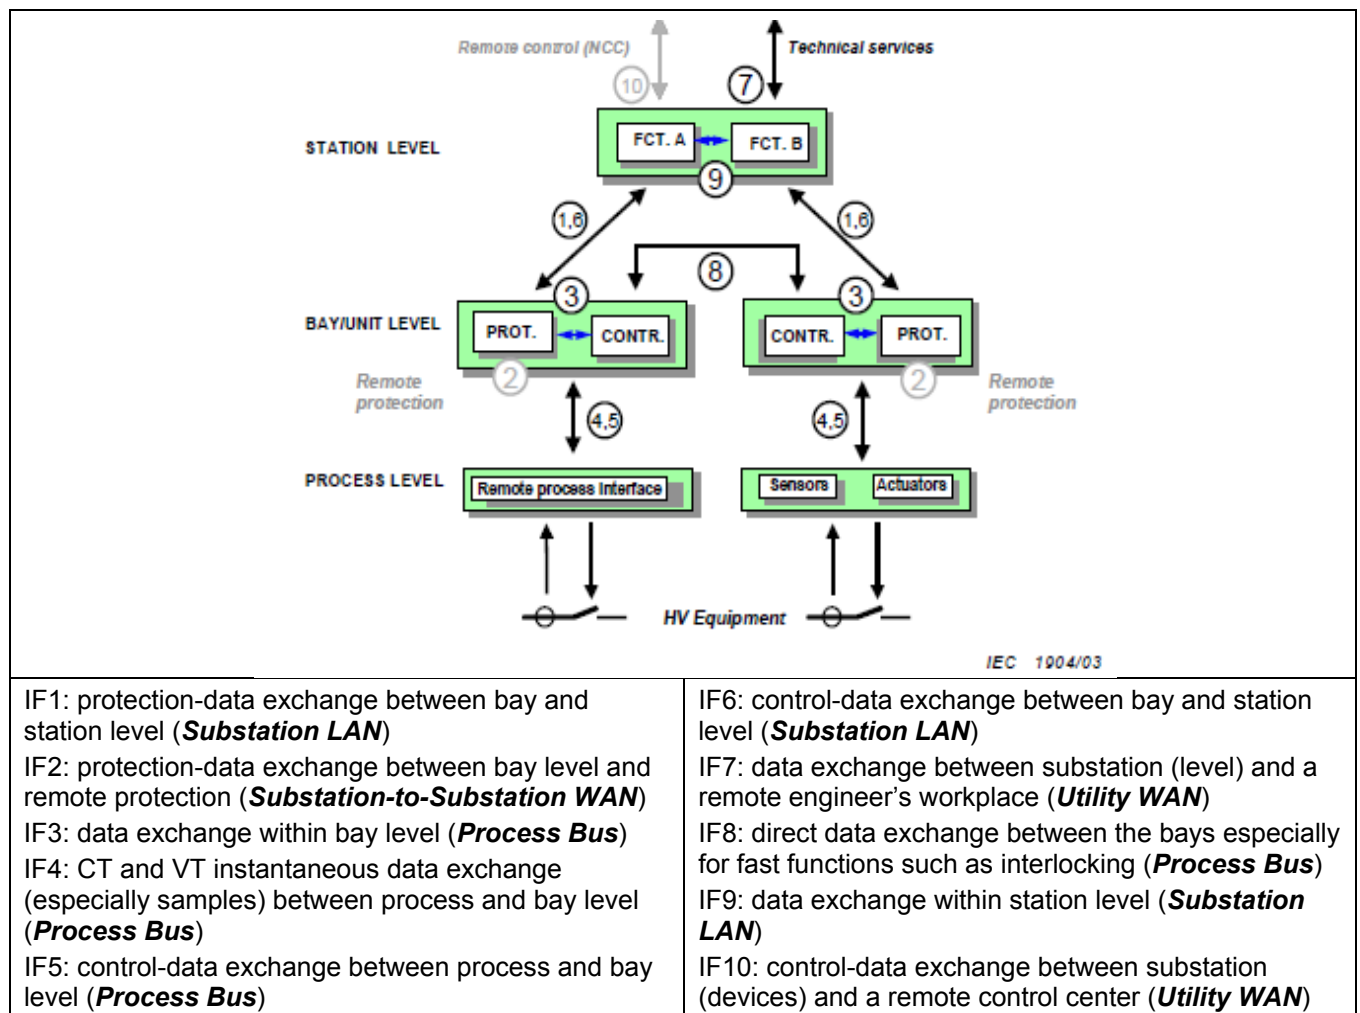 Remote control (NCC)
Technical services
10
7
STATION LEVEL
FCT. A
FCT. B
9
1,6
1,6
8
3
3
BAY/UNIT LEVEL
PROT.
CONTR.
CONTR.
PROT.
2
2
Remote
protection
Remote
protection
4,5
4,5
PROCESS LEVEL
Remote process interface
Sensors
Actuators
HV Equipment
IEC 1904/03
IF1: protection-data exchange between bay and
station level (Substation LAN)
IF2: protection-data exchange between bay level and
remote protection (Substation-to-Substation WAN)
IF3: data exchange within bay level (Process Bus)
IF4: CT and VT instantaneous data exchange
(especially samples) between process and bay level
(Process Bus)
IF5: control-data exchange between process and bay
level (Process Bus)
IF6: control-data exchange between bay and station
level (Substation LAN)
IF7: data exchange between substation (level) and a
remote engineer’s workplace (Utility WAN)
IF8: direct data exchange between the bays especially
for fast functions such as interlocking (Process Bus)
IF9: data exchange within station level (Substation
LAN)
IF10: control-data exchange between substation
(devices) and a remote control center (Utility WAN)